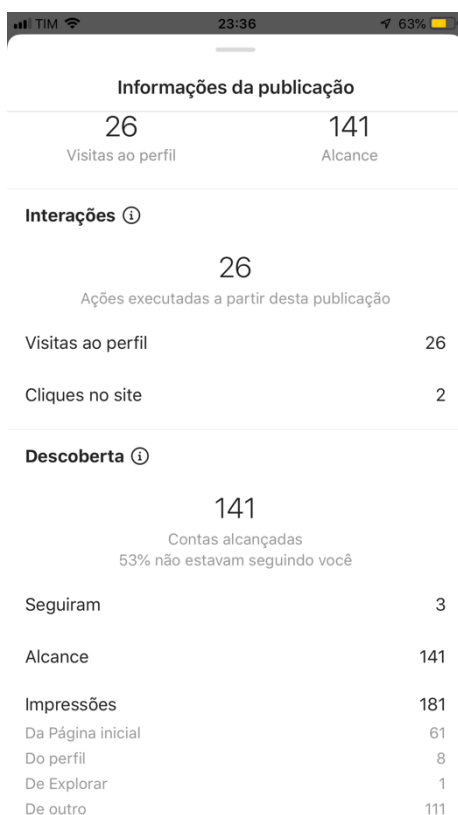 TIM 23:36 63%
Informações da publicação
26 141
Visitas ao perfil Alcance
Interações
26
Ações executadas a partir desta publicação
Visitas ao perfil 26
Cliques no site 2
Descoberta
141
Contas alcançadas
53% não estavam seguindo você
Seguiram 3
Alcance 141
Impressões 181
Da Página inicial 61
Do perfil 8
De Explorar 1
De outro 111